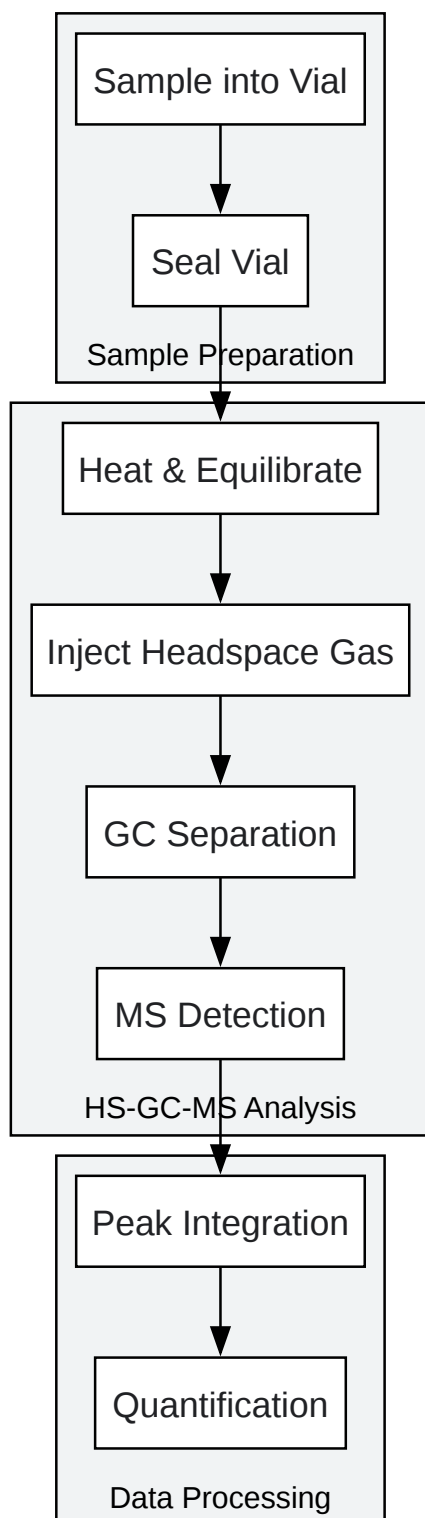 Sample into Vial
Seal Vial
Sample Preparation
Heat & Equilibrate
Inject Headspace Gas
GC Separation
MS Detection
HS-GC-MS Analysis
Peak Integration
Quantification
Data Processing